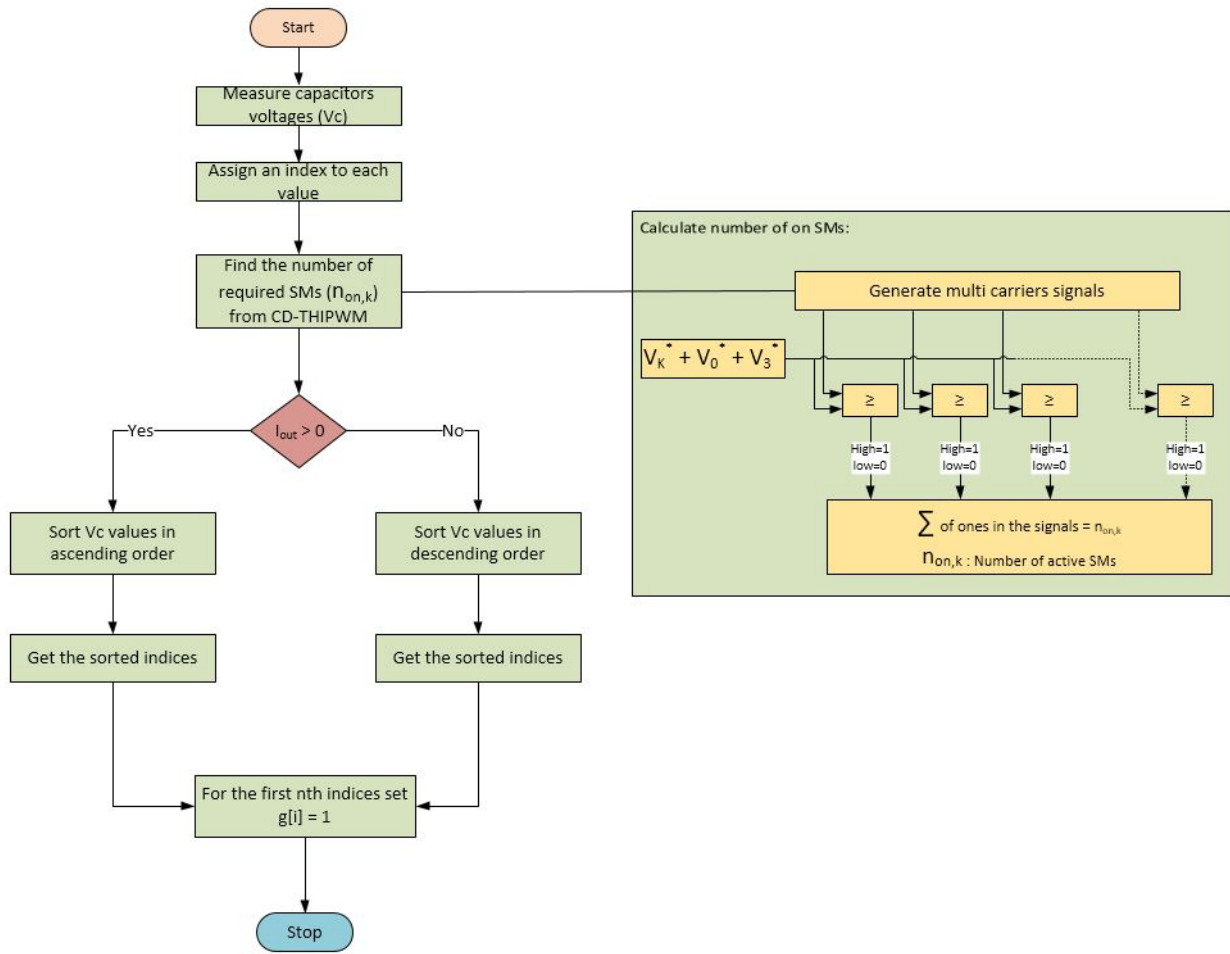 Start
Measure capacitors
voltages (Vc)
Assign an index to each
value
Find the number of
required SMs (n_on,k)
from CD-THIPWM
I_out > 0
Yes
No
Sort Vc values in
ascending order
Sort Vc values in
descending order
Get the sorted indices
Get the sorted indices
For the first nth indices set
g[i] = 1
Stop
Calculate number of on SMs:
Generate multi carriers signals
V_K* + V_0* + V_3*
≥
≥
≥
≥
High=1
low=0
High=1
low=0
High=1
low=0
High=1
low=0
∑ of ones in the signals = n_on,k
n_on,k : Number of active SMs